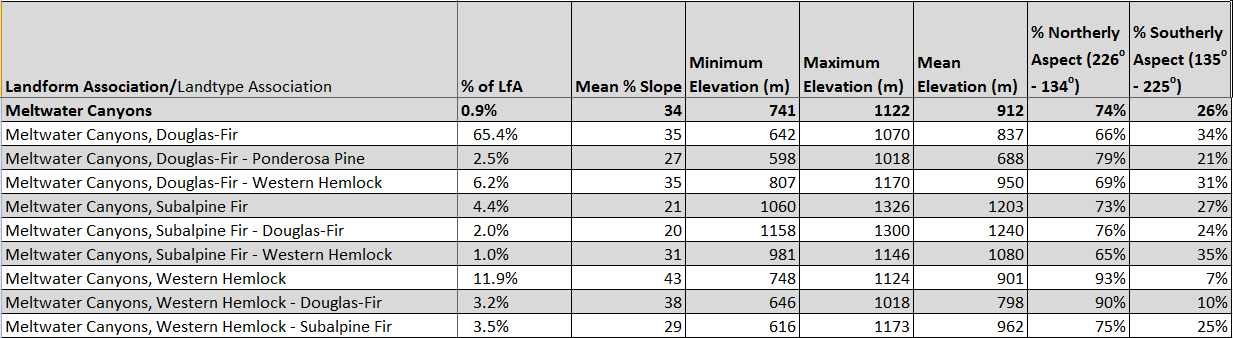 Landform Association/Landtype Association % of LfA Mean % Slope Minimum Elevation (m) Maximum Elevation (m) Mean Elevation (m) % Northerly Aspect (226o - 134o) % Southerly Aspect (135o - 225o)
Meltwater Canyons 0.9% 34 741 1122 912 74% 26%
Meltwater Canyons, Douglas-Fir 65.4% 35 642 1070 837 66% 34%
Meltwater Canyons, Douglas-Fir - Ponderosa Pine 2.5% 27 598 1018 688 79% 21%
Meltwater Canyons, Douglas-Fir - Western Hemlock 6.2% 35 807 1170 950 69% 31%
Meltwater Canyons, Subalpine Fir 4.4% 21 1060 1326 1203 73% 27%
Meltwater Canyons, Subalpine Fir - Douglas-Fir 2.0% 20 1158 1300 1240 76% 24%
Meltwater Canyons, Subalpine Fir - Western Hemlock 1.0% 31 981 1146 1080 65% 35%
Meltwater Canyons, Western Hemlock 11.9% 43 748 1124 901 93% 7%
Meltwater Canyons, Western Hemlock - Douglas-Fir 3.2% 38 646 1018 798 90% 10%
Meltwater Canyons, Western Hemlock - Subalpine Fir 3.5% 29 616 1173 962 75% 25%